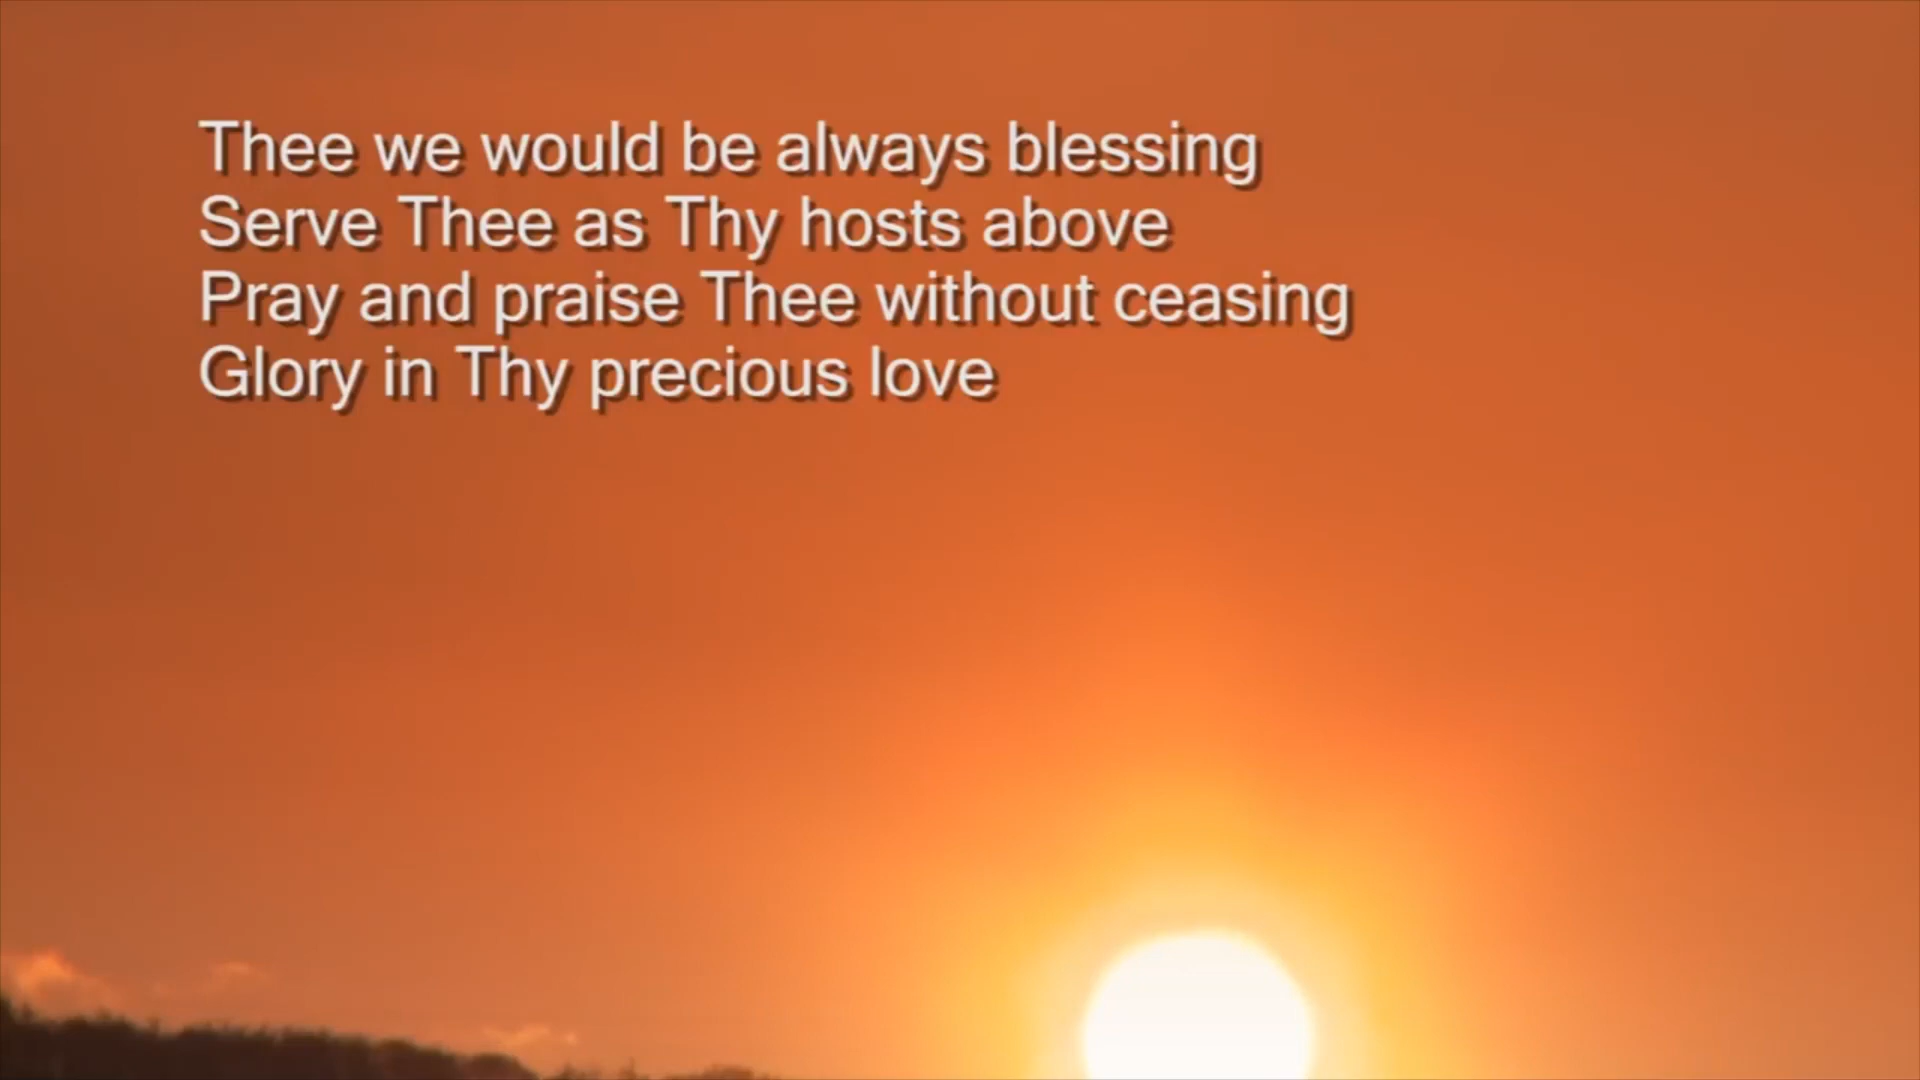 Thee we would be always blessing
Serve Thee as Thy hosts above
Pray and praise Thee without ceasing
Glory in Thy precious love